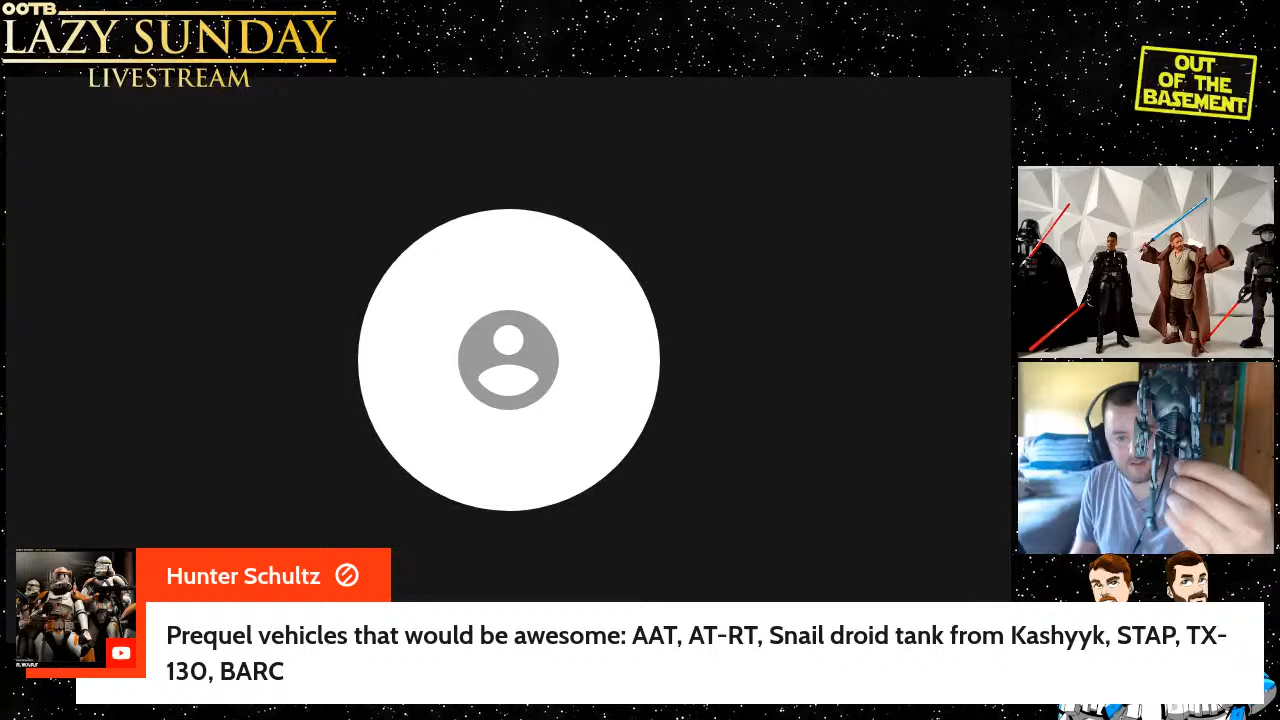 OOTB
LAZY SUNDAY
LIVESTREAM
OUT
OF THE
BASEMENT
Hunter Schultz
Prequel vehicles that would be awesome: AAT, AT-RT, Snail droid tank from Kashyyk, STAP, TX-
130, BARC